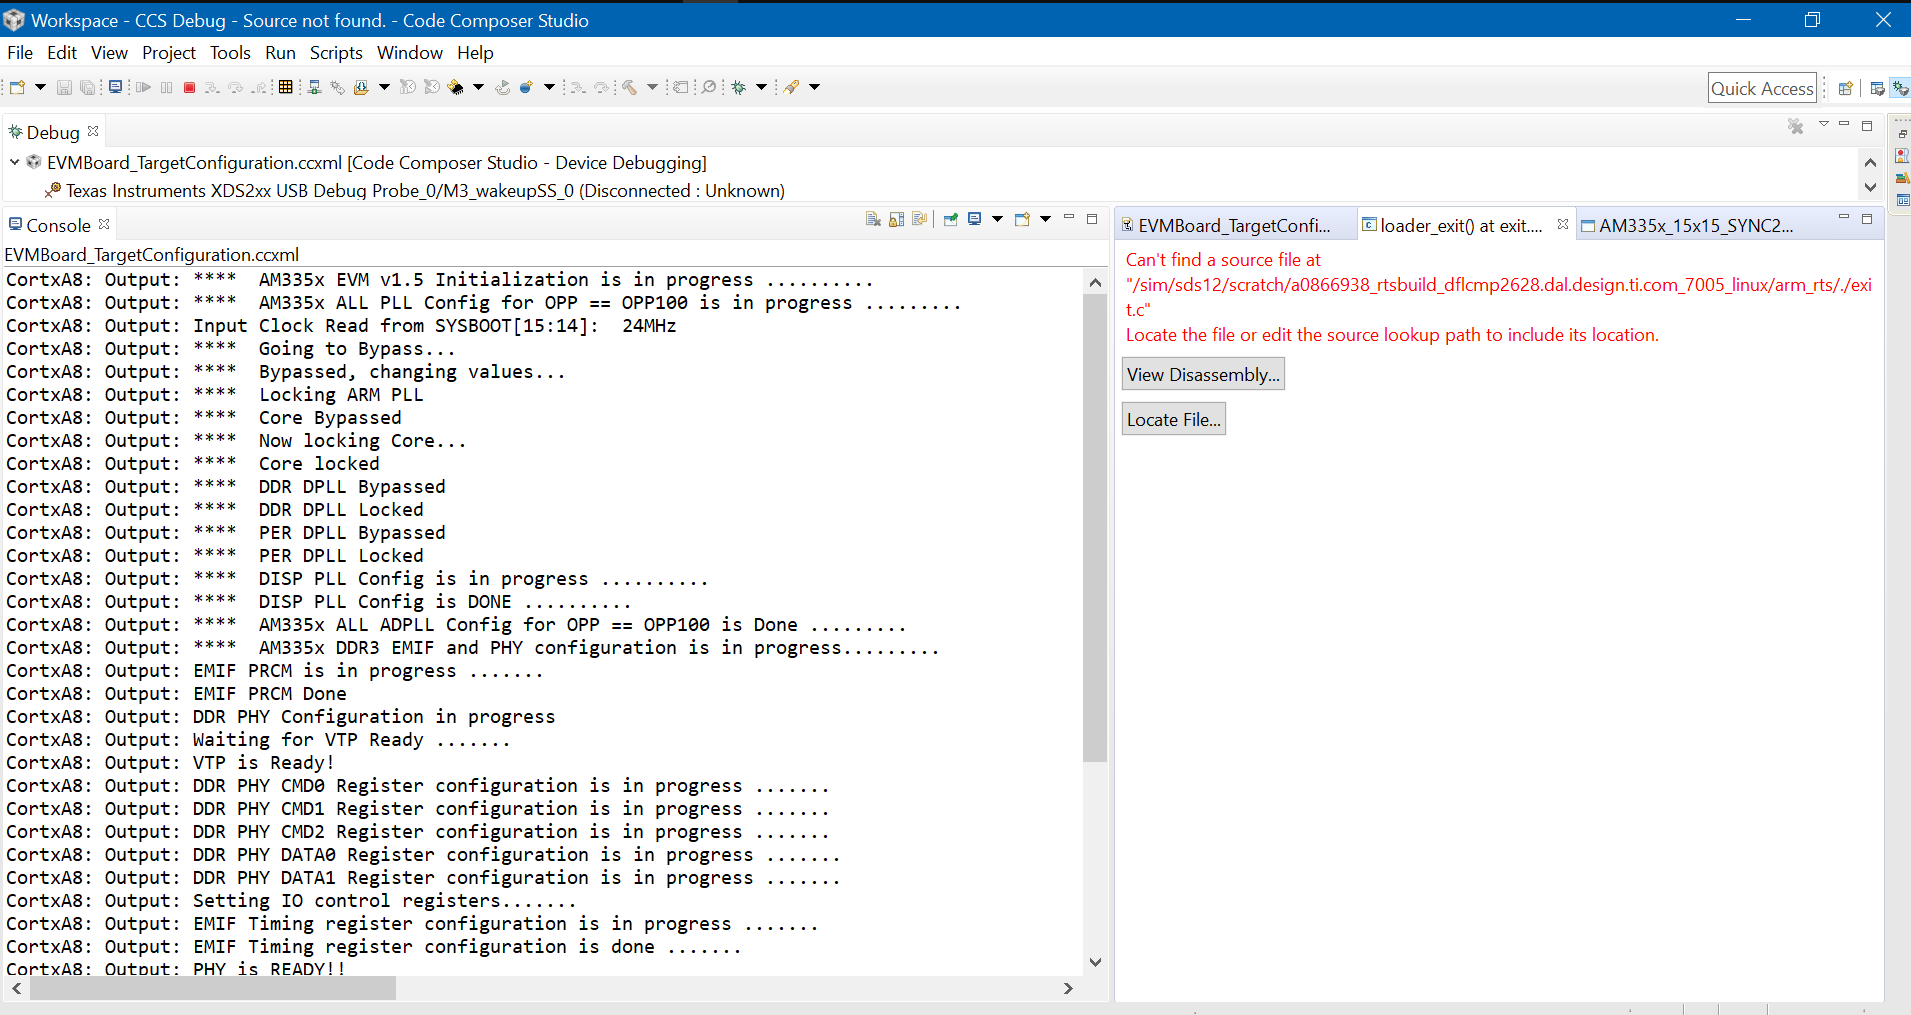 Workspace - CCS Debug - Source not found. - Code Composer Studio
File Edit View Project Tools Run Scripts Window Help
Quick Access
Debug
EVMBoard_TargetConfiguration.ccxml [Code Composer Studio - Device Debugging]
Texas Instruments XDS2xx USB Debug Probe_0/M3_wakeupSS_0 (Disconnected : Unknown)
Console
EVMBoard_TargetConfiguration.ccxml
CortxA8: Output: ****  AM335x EVM v1.5 Initialization is in progress ..........
CortxA8: Output: ****  AM335x ALL PLL Config for OPP == OPP100 is in progress .........
CortxA8: Output: Input Clock Read from SYSBOOT[15:14]:  24MHz
CortxA8: Output: ****  Going to Bypass...
CortxA8: Output: ****  Bypassed, changing values...
CortxA8: Output: ****  Locking ARM PLL
CortxA8: Output: ****  Core Bypassed
CortxA8: Output: ****  Now locking Core...
CortxA8: Output: ****  Core locked
CortxA8: Output: ****  DDR DPLL Bypassed
CortxA8: Output: ****  DDR DPLL Locked
CortxA8: Output: ****  PER DPLL Bypassed
CortxA8: Output: ****  PER DPLL Locked
CortxA8: Output: ****  DISP PLL Config is in progress ..........
CortxA8: Output: ****  DISP PLL Config is DONE ..........
CortxA8: Output: ****  AM335x ALL ADPLL Config for OPP == OPP100 is Done .........
CortxA8: Output: ****  AM335x DDR3 EMIF and PHY configuration is in progress.........
CortxA8: Output: EMIF PRCM is in progress .......
CortxA8: Output: EMIF PRCM Done
CortxA8: Output: DDR PHY Configuration in progress
CortxA8: Output: Waiting for VTP Ready .......
CortxA8: Output: VTP is Ready!
CortxA8: Output: DDR PHY CMD0 Register configuration is in progress .......
CortxA8: Output: DDR PHY CMD1 Register configuration is in progress .......
CortxA8: Output: DDR PHY CMD2 Register configuration is in progress .......
CortxA8: Output: DDR PHY DATA0 Register configuration is in progress .......
CortxA8: Output: DDR PHY DATA1 Register configuration is in progress .......
CortxA8: Output: Setting IO control registers.......
CortxA8: Output: EMIF Timing register configuration is in progress .......
CortxA8: Output: EMIF Timing register configuration is done .......
CortxA8: Output: PHY is READY!!
EVMBoard_TargetConfi... loader_exit() at exit.... AM335x_15x15_SYNC2...
Can't find a source file at
"/sim/sds12/scratch/a0866938_rtsbuild_dflcmp2628.dal.design.ti.com_7005_linux/arm_rts/./exi
t.c"
Locate the file or edit the source lookup path to include its location.
View Disassembly...
Locate File...